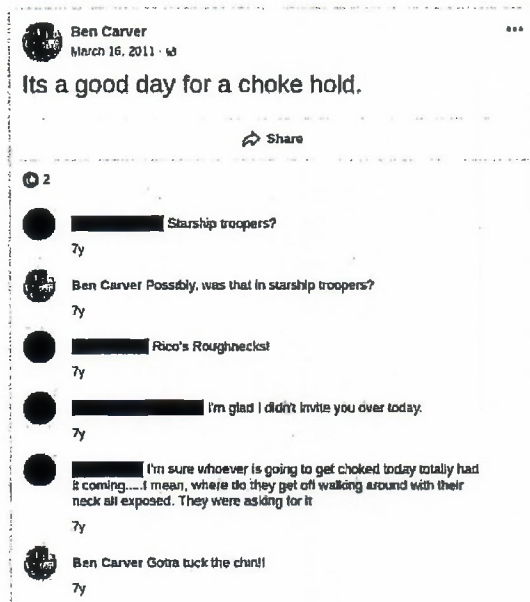 Ben Carver
March 16, 2011 ·
Its a good day for a choke hold.
Share
2
Starship troopers?
7y
Ben Carver Possibly, was that in starship troopers?
7y
Rico's Roughnecks!
7y
I'm glad I didn't invite you over today.
7y
I'm sure whoever is going to get choked today totally had
it coming.....I mean, where do they get off walking around with their
neck all exposed. They were asking for it
7y
Ben Carver Gotta tuck the chin!!
7y